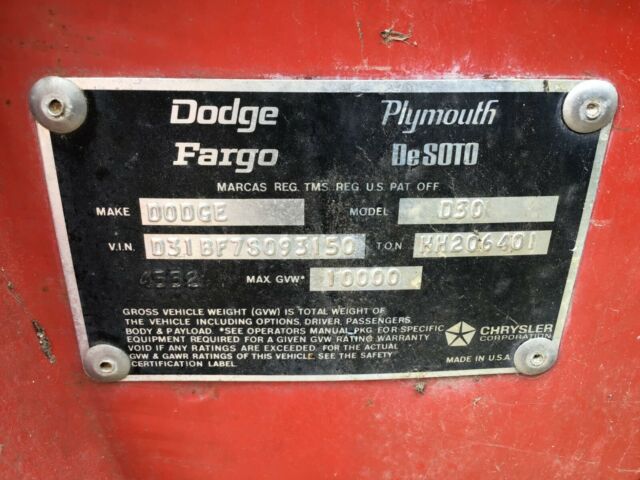 Dodge Plymouth
Fargo DeSOTO
MARCAS REG. TMS. REG. U.S. PAT. OFF
MAKE DODGE MODEL D30
V.I.N. D31BF7S093150 T.O.N. HH206401
4532 MAX. GVW* 10000
GROSS VEHICLE WEIGHT (GVW) IS TOTAL WEIGHT OF
THE VEHICLE INCLUDING OPTIONS, DRIVER, PASSENGERS,
BODY & PAYLOAD. *SEE OPERATORS MANUAL PKG. FOR SPECIFIC
EQUIPMENT REQUIRED FOR A GIVEN GVW RATING. WARRANTY
VOID IF ANY RATINGS ARE EXCEEDED. FOR THE ACTUAL
GVW & GAWR RATINGS OF THIS VEHICLE, SEE THE SAFETY
CERTIFICATION LABEL.
CHRYSLER
CORPORATION
MADE IN U.S.A.